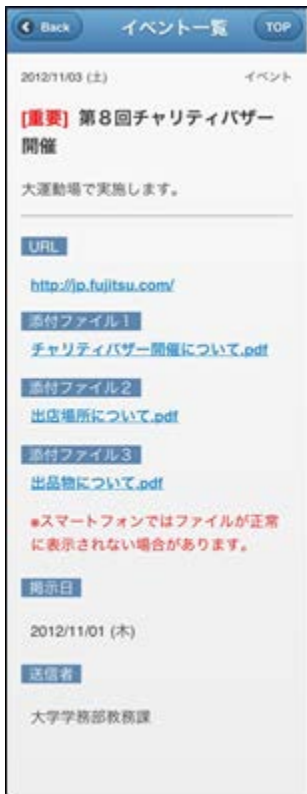 Back イベント一覧 TOP
2012/11/03 (土) イベント
[重要] 第8回チャリティバザー
開催
大運動場で実施します。
URL
http://jp.fujitsu.com/
添付ファイル1
チャリティバザー開催について.pdf
添付ファイル2
出店場所について.pdf
添付ファイル3
出品物について.pdf
※スマートフォンではファイルが正常
に表示されない場合があります。
掲示日
2012/11/01 (木)
送信者
大学学務部教務課